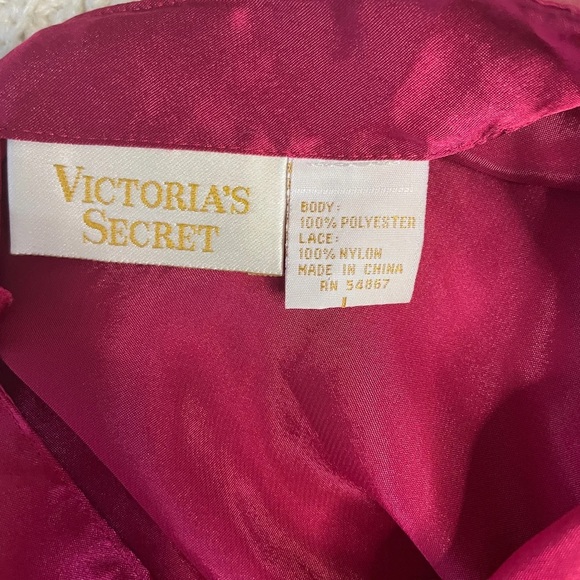 VICTORIA'S
SECRET
BODY:
100% POLYESTER
LACE:
100% NYLON
MADE IN CHINA
RN 54867